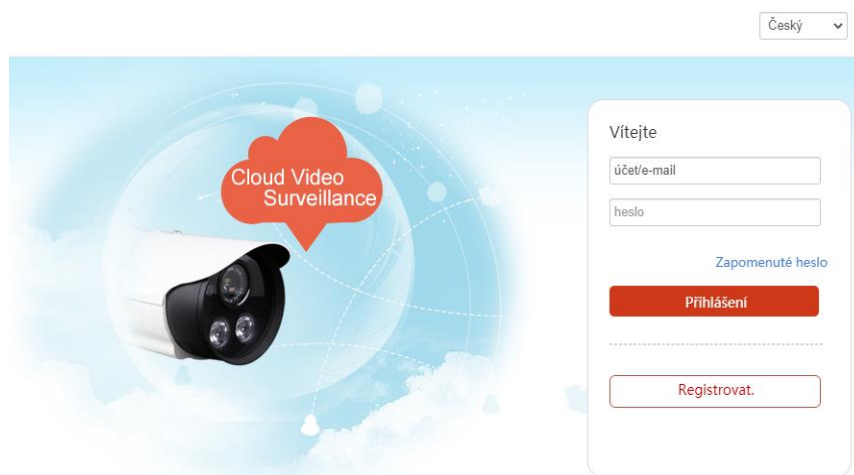 Český
Cloud Video
Surveillance
Vítejte
účet/e-mail
heslo
Zapomenuté heslo
Přihlášení
Registrovat.